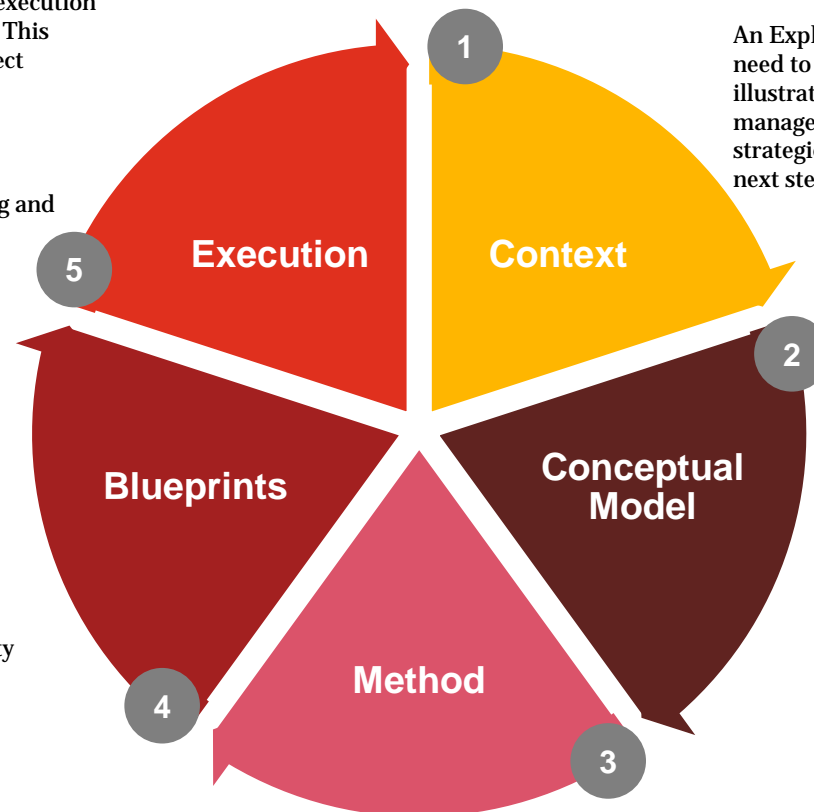 execution
This
ect
g and
ty
1
An Expl
need to
illustrat
manage
strategi
next ste
Execution
Context
5
2
Conceptual
Model
Blueprints
Method
4
3